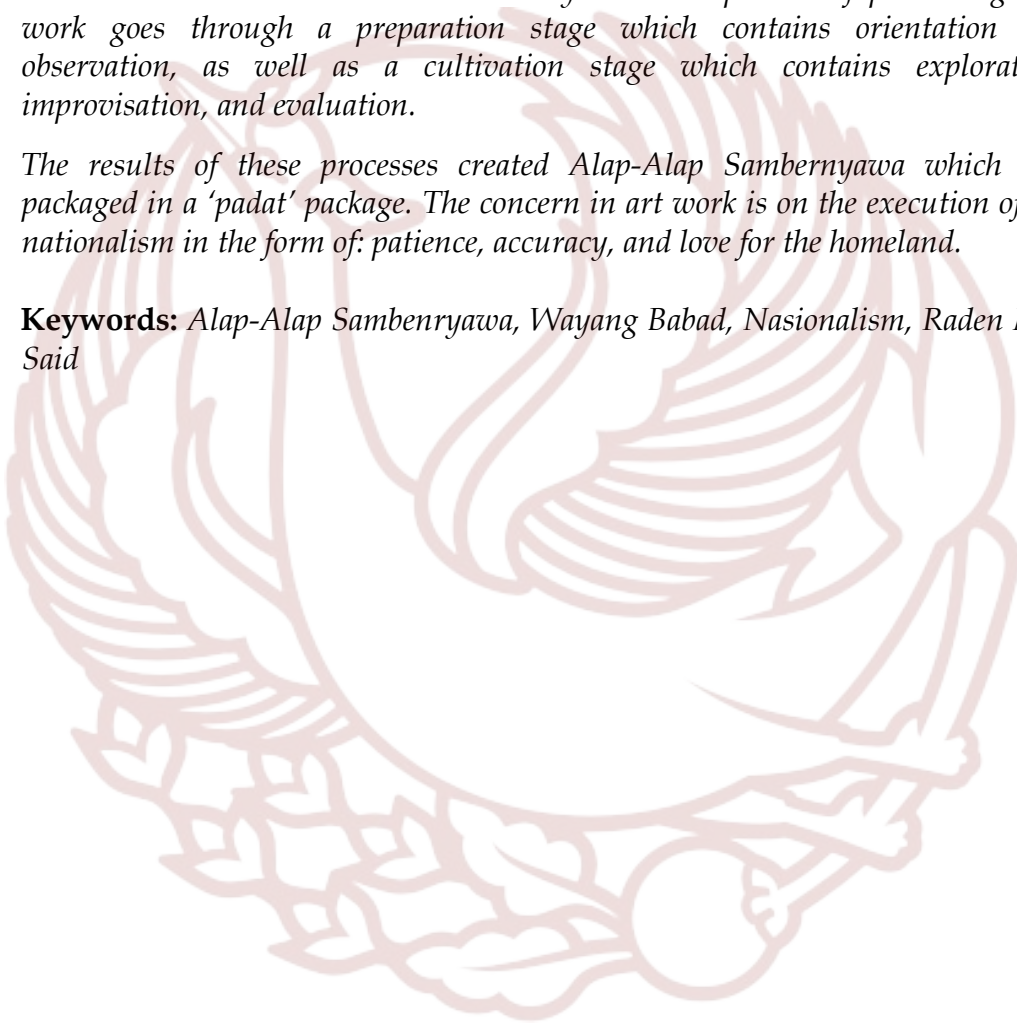 work goes through a preparation stage which contains orientation
observation, as well as a cultivation stage which contains
improvisation, and evaluation.
The results of these processes created Alap-Alap Sambernyawa which
packaged in a ‘padat’ package. The concern in art work is on the execution of
nationalism in the form of: patience, accuracy, and love for the homeland.
Keywords: Alap-Alap Sambenryawa, Wayang Babad, Nasionalism, Raden
Said